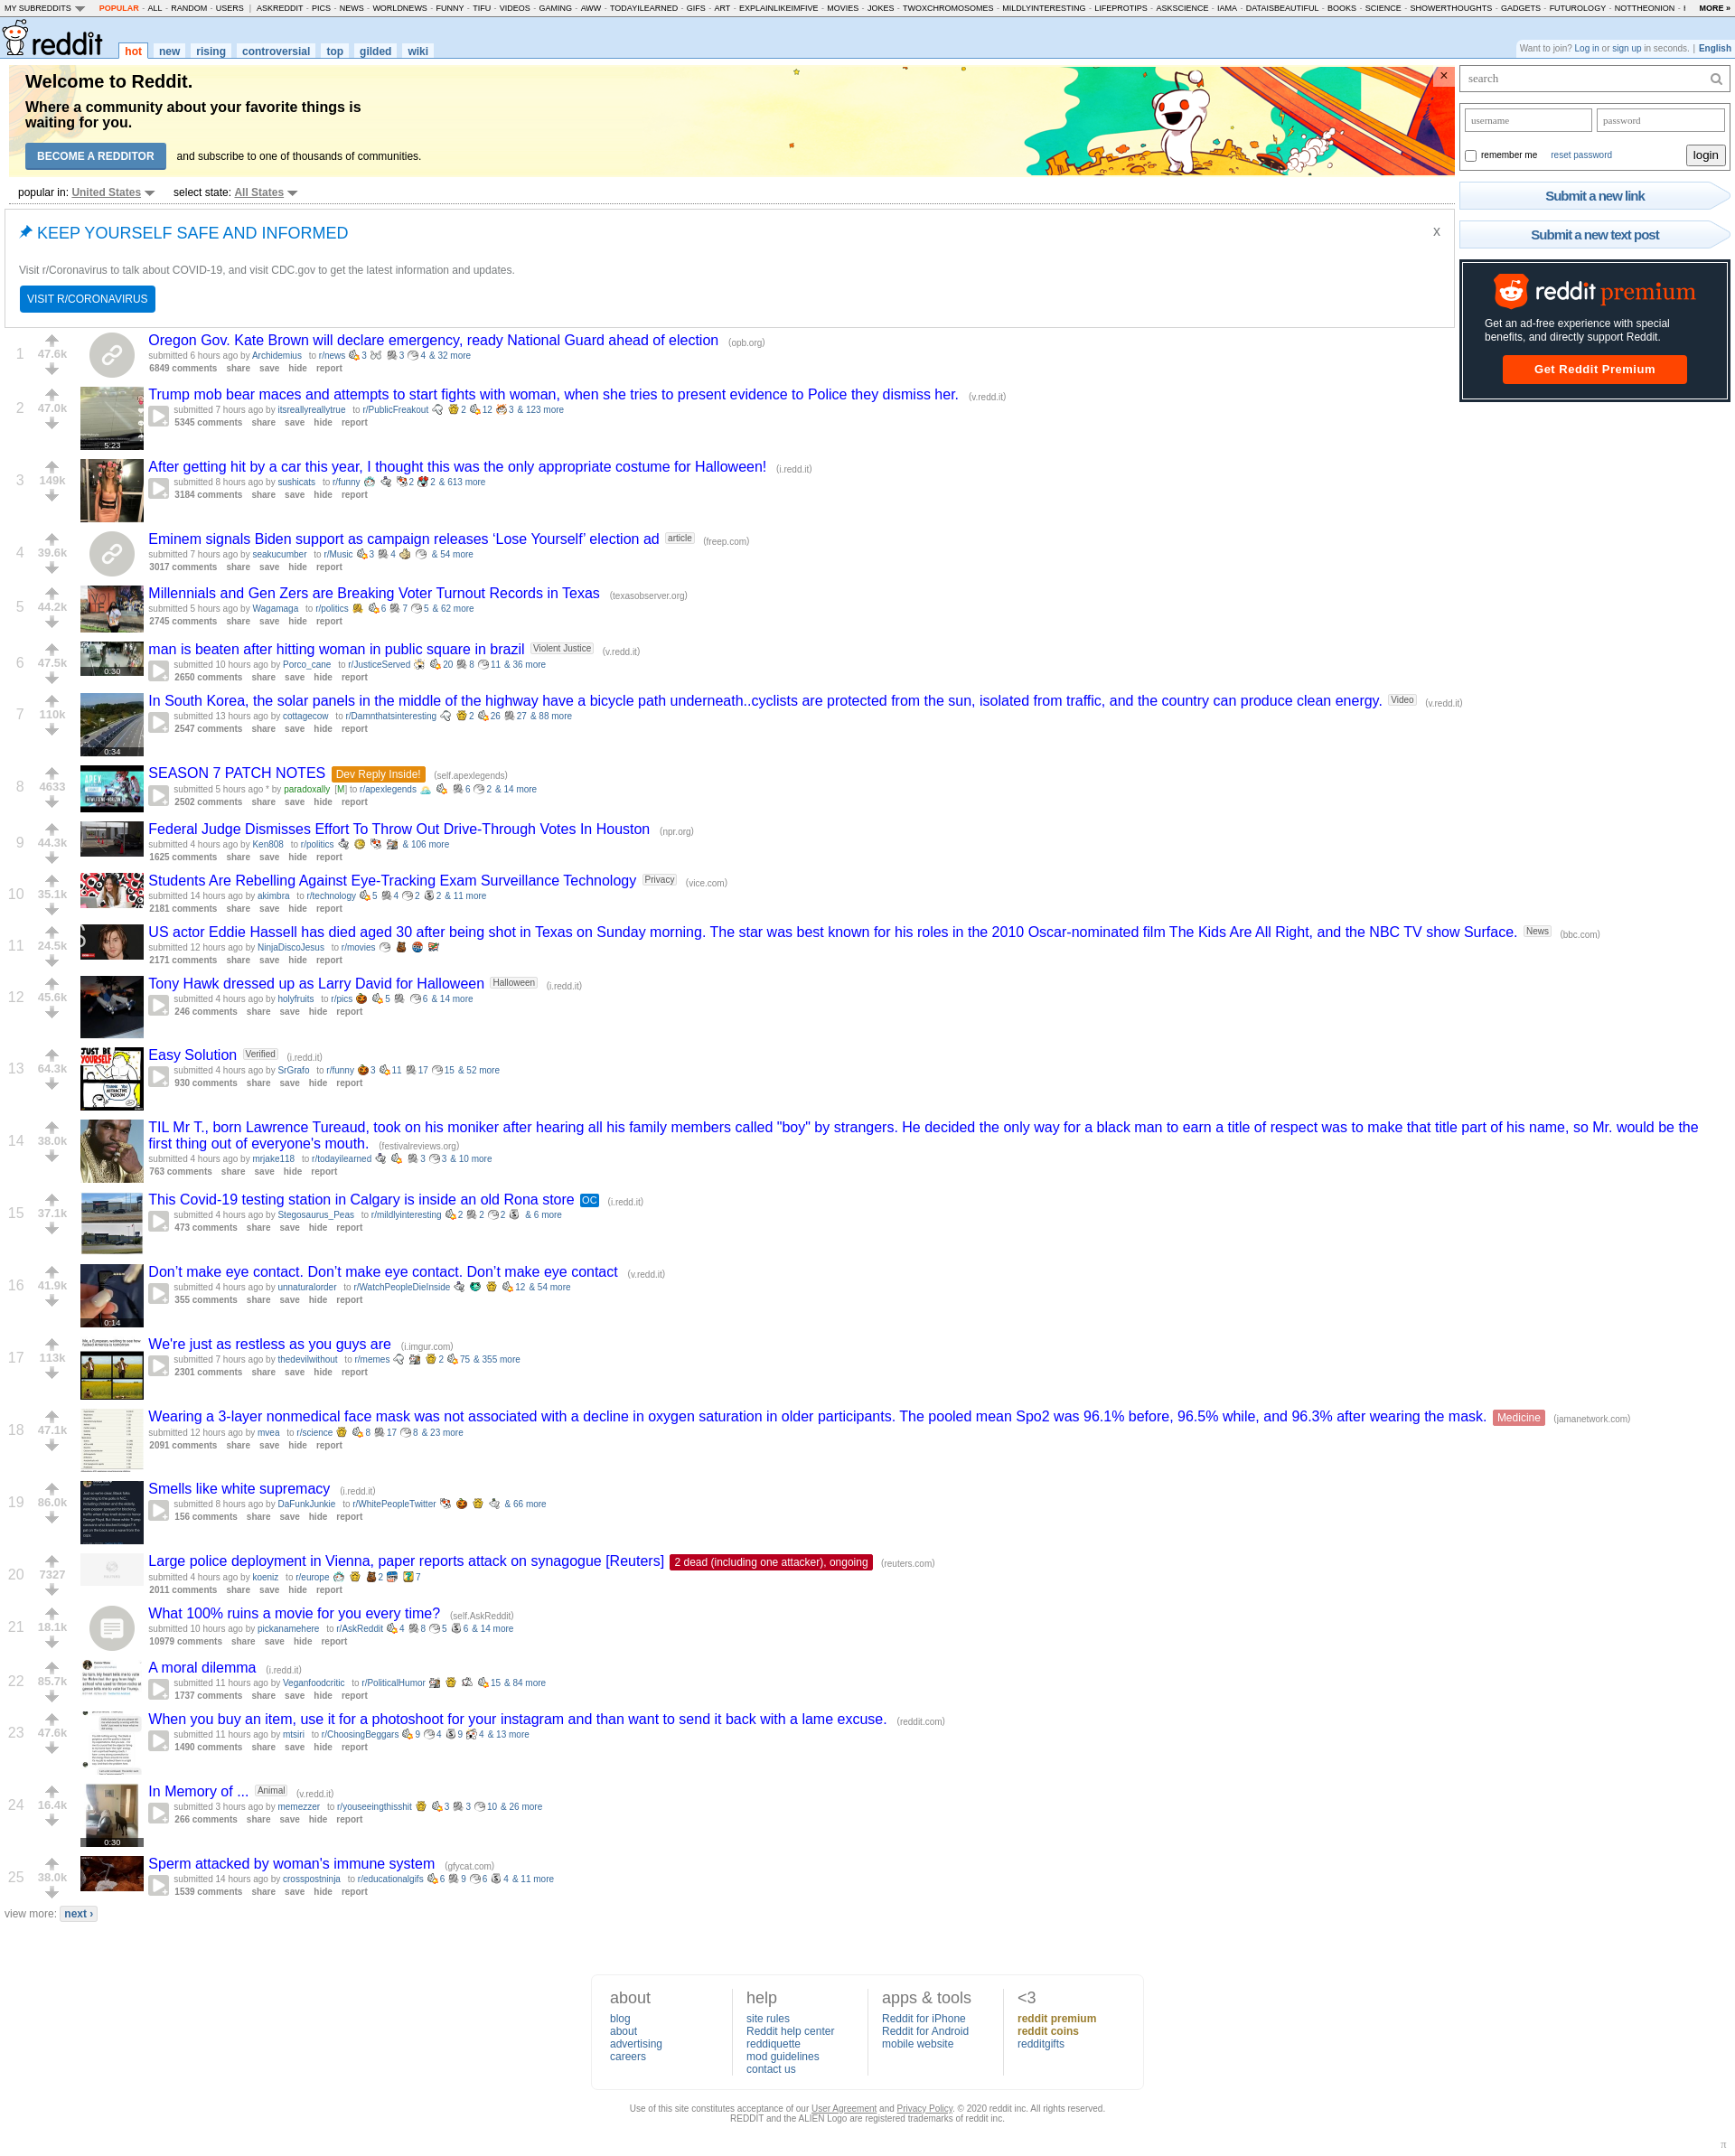 MY SUBREDDITS POPULAR - ALL - RANDOM - USERS | ASKREDDIT - PICS - NEWS - WORLDNEWS - FUNNY - TIFU - VIDEOS - GAMING - AWW - TODAYILEARNED - GIFS - ART - EXPLAINLIKEIMFIVE - MOVIES - JOKES - TWOXCHROMOSOMES - MILDLYINTERESTING - LIFEPROTIPS - ASKSCIENCE - IAMA - DATAISBEAUTIFUL - BOOKS - SCIENCE - SHOWERTHOUGHTS - GADGETS - FUTUROLOGY - NOTTHEONION - MORE »
reddit hot new rising controversial top gilded wiki Want to join? Log in or sign up in seconds. | English
Welcome to Reddit.
Where a community about your favorite things is
waiting for you.
BECOME A REDDITOR and subscribe to one of thousands of communities.
×
search
username password
remember me reset password login
Submit a new link
Submit a new text post
reddit premium
Get an ad-free experience with special
benefits, and directly support Reddit.
Get Reddit Premium
popular in: United States select state: All States
KEEP YOURSELF SAFE AND INFORMED x
Visit r/Coronavirus to talk about COVID-19, and visit CDC.gov to get the latest information and updates.
VISIT R/CORONAVIRUS
1 47.6k Oregon Gov. Kate Brown will declare emergency, ready National Guard ahead of election (opb.org)
submitted 6 hours ago by Archidemius to r/news 3 3 4 & 32 more
6849 comments share save hide report
2 47.0k Trump mob bear maces and attempts to start fights with woman, when she tries to present evidence to Police they dismiss her. (v.redd.it)
submitted 7 hours ago by itsreallyreallytrue to r/PublicFreakout 2 12 3 & 123 more
5345 comments share save hide report
5:23
3 149k After getting hit by a car this year, I thought this was the only appropriate costume for Halloween! (i.redd.it)
submitted 8 hours ago by sushicats to r/funny 2 2 & 613 more
3184 comments share save hide report
4 39.6k Eminem signals Biden support as campaign releases ‘Lose Yourself’ election ad article (freep.com)
submitted 7 hours ago by seakucumber to r/Music 3 4 & 54 more
3017 comments share save hide report
5 44.2k Millennials and Gen Zers are Breaking Voter Turnout Records in Texas (texasobserver.org)
submitted 5 hours ago by Wagamaga to r/politics 6 7 5 & 62 more
2745 comments share save hide report
6 47.5k man is beaten after hitting woman in public square in brazil Violent Justice (v.redd.it)
submitted 10 hours ago by Porco_cane to r/JusticeServed 20 8 11 & 36 more
2650 comments share save hide report
0:30
7 110k In South Korea, the solar panels in the middle of the highway have a bicycle path underneath..cyclists are protected from the sun, isolated from traffic, and the country can produce clean energy. Video (v.redd.it)
submitted 13 hours ago by cottagecow to r/Damnthatsinteresting 2 26 27 & 88 more
2547 comments share save hide report
0:34
8 4633 SEASON 7 PATCH NOTES Dev Reply Inside! (self.apexlegends)
submitted 5 hours ago * by paradoxally [M] to r/apexlegends 6 2 & 14 more
2502 comments share save hide report
APEX
9 44.3k Federal Judge Dismisses Effort To Throw Out Drive-Through Votes In Houston (npr.org)
submitted 4 hours ago by Ken808 to r/politics & 106 more
1625 comments share save hide report
10 35.1k Students Are Rebelling Against Eye-Tracking Exam Surveillance Technology Privacy (vice.com)
submitted 14 hours ago by akimbra to r/technology 5 4 2 2 & 11 more
2181 comments share save hide report
11 24.5k US actor Eddie Hassell has died aged 30 after being shot in Texas on Sunday morning. The star was best known for his roles in the 2010 Oscar-nominated film The Kids Are All Right, and the NBC TV show Surface. News (bbc.com)
submitted 12 hours ago by NinjaDiscoJesus to r/movies
2171 comments share save hide report
12 45.6k Tony Hawk dressed up as Larry David for Halloween Halloween (i.redd.it)
submitted 4 hours ago by holyfruits to r/pics 5 6 & 14 more
246 comments share save hide report
13 64.3k Easy Solution Verified (i.redd.it)
submitted 4 hours ago by SrGrafo to r/funny 3 11 17 15 & 52 more
930 comments share save hide report
JUST BE YOURSELF
14 38.0k TIL Mr T., born Lawrence Tureaud, took on his moniker after hearing all his family members called "boy" by strangers. He decided the only way for a black man to earn a title of respect was to make that title part of his name, so Mr. would be the
first thing out of everyone's mouth. (festivalreviews.org)
submitted 4 hours ago by mrjake118 to r/todayilearned 3 3 & 10 more
763 comments share save hide report
15 37.1k This Covid-19 testing station in Calgary is inside an old Rona store OC (i.redd.it)
submitted 4 hours ago by Stegosaurus_Peas to r/mildlyinteresting 2 2 2 & 6 more
473 comments share save hide report
16 41.9k Don’t make eye contact. Don’t make eye contact. Don’t make eye contact (v.redd.it)
submitted 4 hours ago by unnaturalorder to r/WatchPeopleDieInside 12 & 54 more
355 comments share save hide report
0:14
17 113k We're just as restless as you guys are (i.imgur.com)
submitted 7 hours ago by thedevilwithout to r/memes 2 75 & 355 more
2301 comments share save hide report
18 47.1k Wearing a 3-layer nonmedical face mask was not associated with a decline in oxygen saturation in older participants. The pooled mean Spo2 was 96.1% before, 96.5% while, and 96.3% after wearing the mask. Medicine (jamanetwork.com)
submitted 12 hours ago by mvea to r/science 8 17 8 & 23 more
2091 comments share save hide report
19 86.0k Smells like white supremacy (i.redd.it)
submitted 8 hours ago by DaFunkJunkie to r/WhitePeopleTwitter & 66 more
156 comments share save hide report
20 7327 Large police deployment in Vienna, paper reports attack on synagogue [Reuters] 2 dead (including one attacker), ongoing (reuters.com)
submitted 4 hours ago by koeniz to r/europe 2 7
2011 comments share save hide report
21 18.1k What 100% ruins a movie for you every time? (self.AskReddit)
submitted 10 hours ago by pickanamehere to r/AskReddit 4 8 5 6 & 14 more
10979 comments share save hide report
22 85.7k A moral dilemma (i.redd.it)
submitted 11 hours ago by Veganfoodcritic to r/PoliticalHumor 15 & 84 more
1737 comments share save hide report
23 47.6k When you buy an item, use it for a photoshoot for your instagram and than want to send it back with a lame excuse. (reddit.com)
submitted 11 hours ago by mtsiri to r/ChoosingBeggars 9 4 9 4 & 13 more
1490 comments share save hide report
24 16.4k In Memory of ... Animal (v.redd.it)
submitted 3 hours ago by memezzer to r/youseeingthisshit 3 3 10 & 26 more
266 comments share save hide report
0:30
25 38.0k Sperm attacked by woman's immune system (gfycat.com)
submitted 14 hours ago by crosspostninja to r/educationalgifs 6 9 6 4 & 11 more
1539 comments share save hide report
view more: next ›
about
blog
about
advertising
careers
help
site rules
Reddit help center
reddiquette
mod guidelines
contact us
apps & tools
Reddit for iPhone
Reddit for Android
mobile website
<3
reddit premium
reddit coins
redditgifts
Use of this site constitutes acceptance of our User Agreement and Privacy Policy. © 2020 reddit inc. All rights reserved.
REDDIT and the ALIEN Logo are registered trademarks of reddit inc.
π